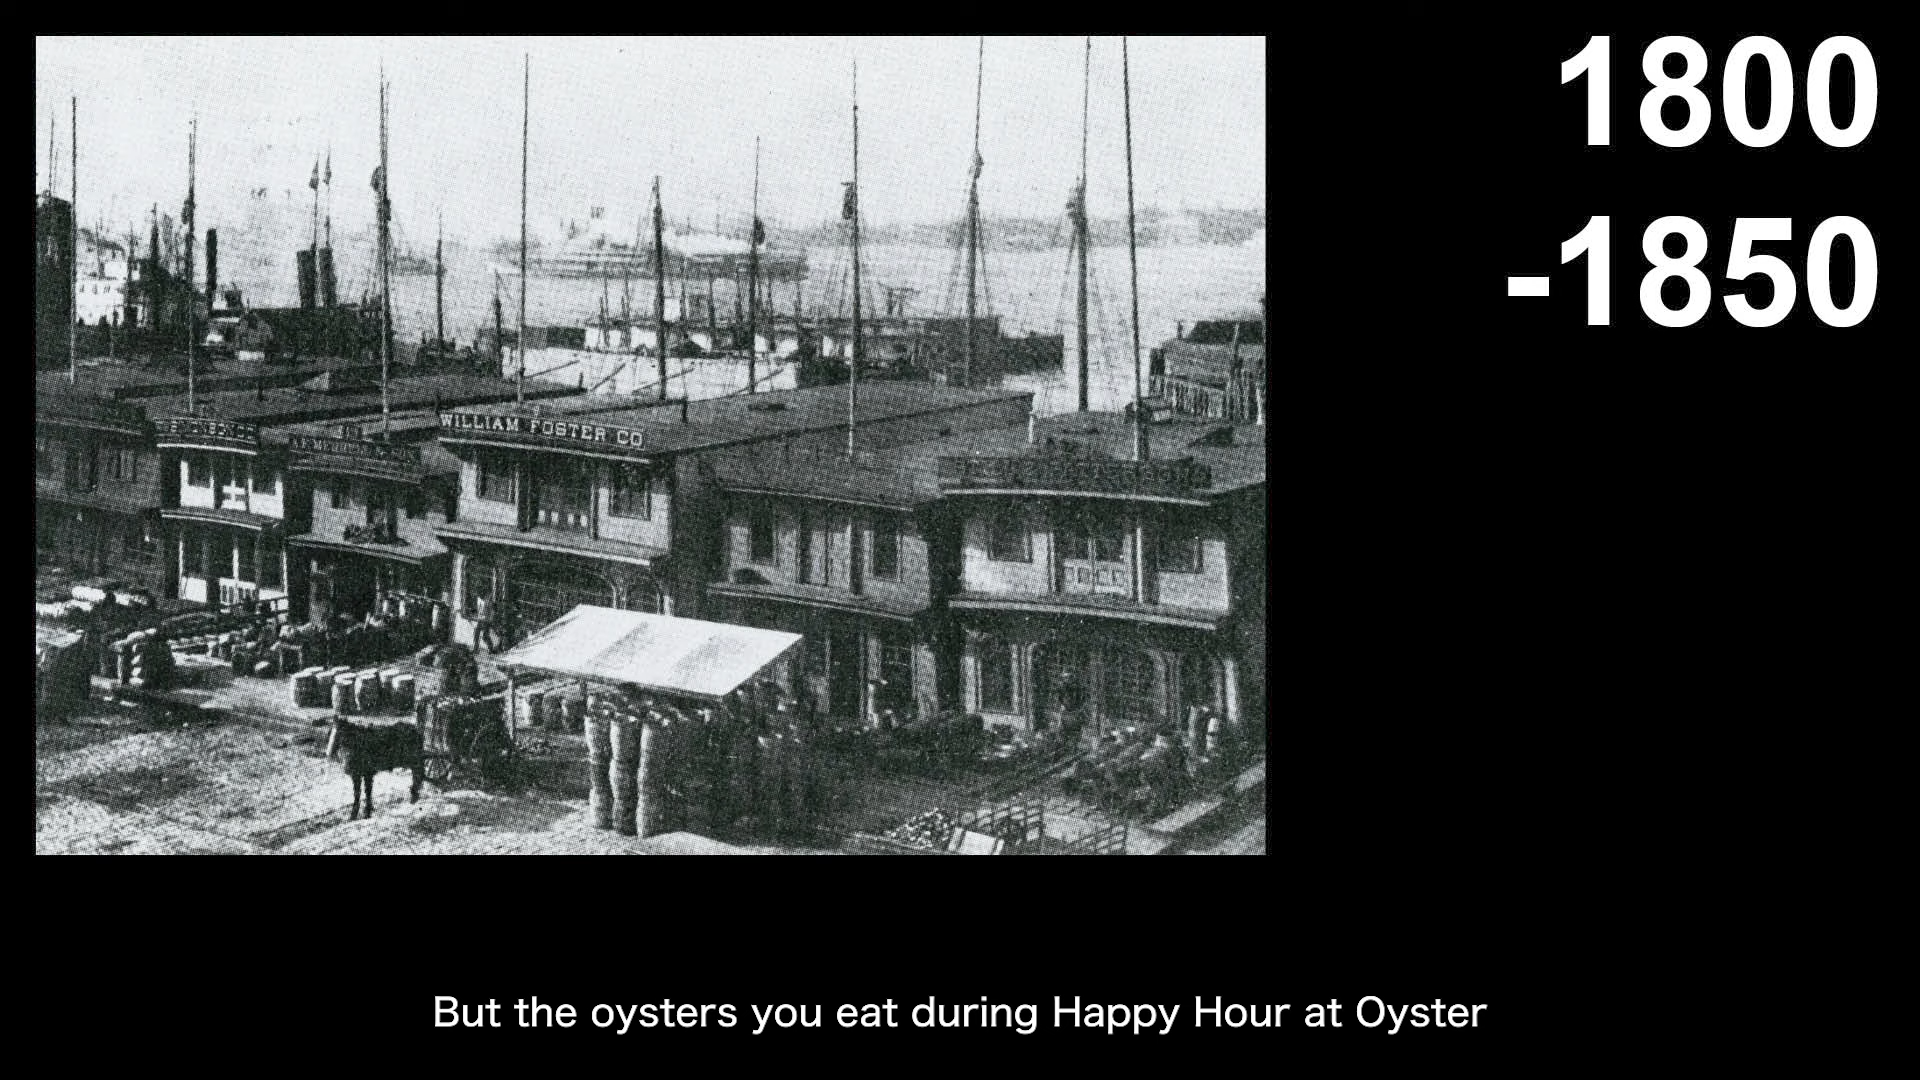 1800
-1850
WILLIAM FOSTER CO
But the oysters you eat during Happy Hour at Oyster